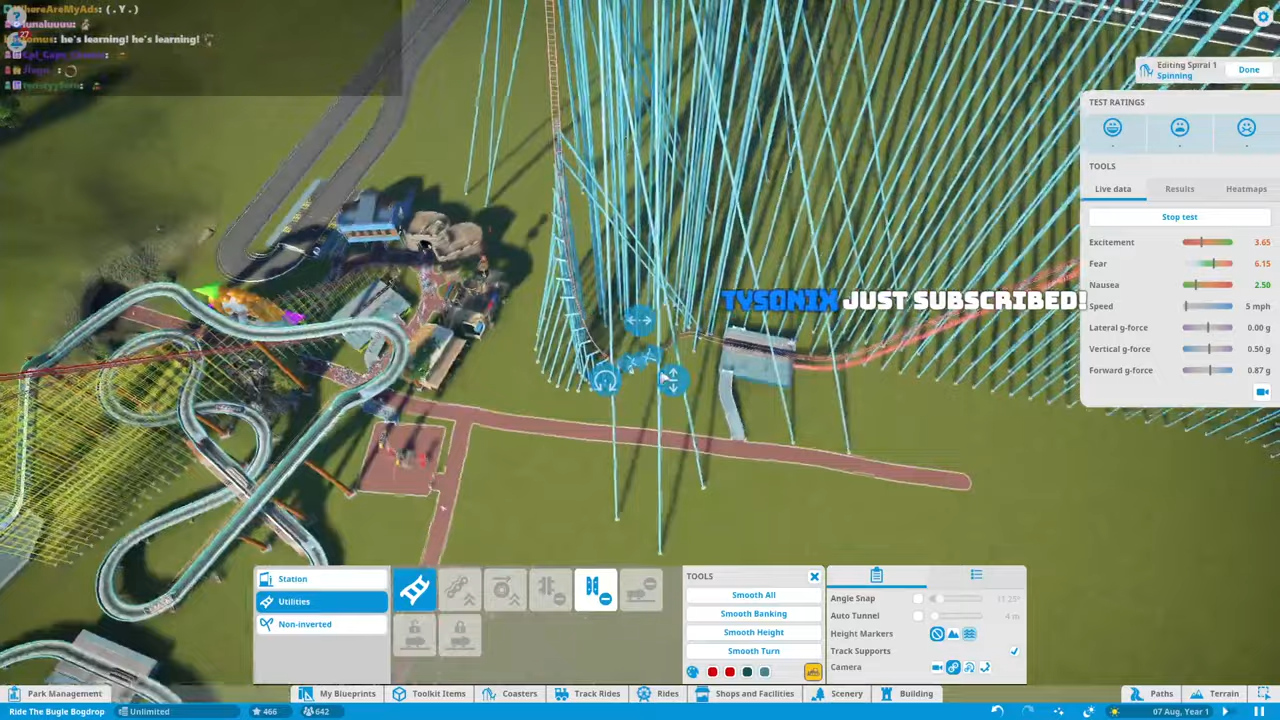 WhereAreMyAds: (. Y .)
he's learning! he's learning!
27
Editing Spiral 1
Spinning
Done
TEST RATINGS
-
-
-
TOOLS
Live data
Results
Heatmaps
Stop test
Excitement 3.65
Fear 6.15
Nausea 2.50
Speed 5 mph
Lateral g-force 0.00 g
Vertical g-force 0.50 g
Forward g-force 0.87 g
TYSONIX JUST SUBSCRIBED!
Station
Utilities
Non-inverted
TOOLS
Smooth All
Smooth Banking
Smooth Height
Smooth Turn
Angle Snap 11.25°
Auto Tunnel 4 m
Height Markers
Track Supports
Camera
Park Management
My Blueprints
Toolkit Items
Coasters
Track Rides
Rides
Shops and Facilities
Scenery
Building
Paths
Terrain
Ride The Bugle Bogdrop
Unlimited
466
642
07 Aug, Year 1